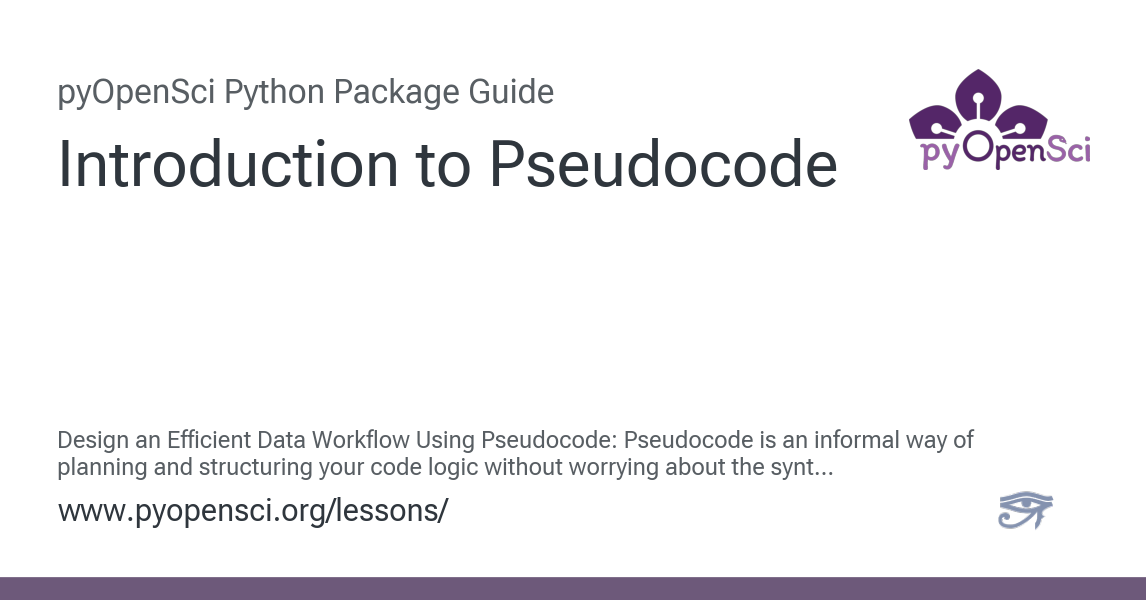 pyOpenSci Python Package Guide
Introduction to Pseudocode
pyOpenSci
Design an Efficient Data Workflow Using Pseudocode: Pseudocode is an informal way of
planning and structuring your code logic without worrying about the synt...
www.pyopensci.org/lessons/